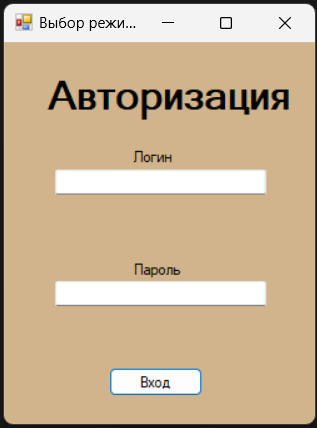 Выбор режи...
Авторизация
Логин
Пароль
Вход